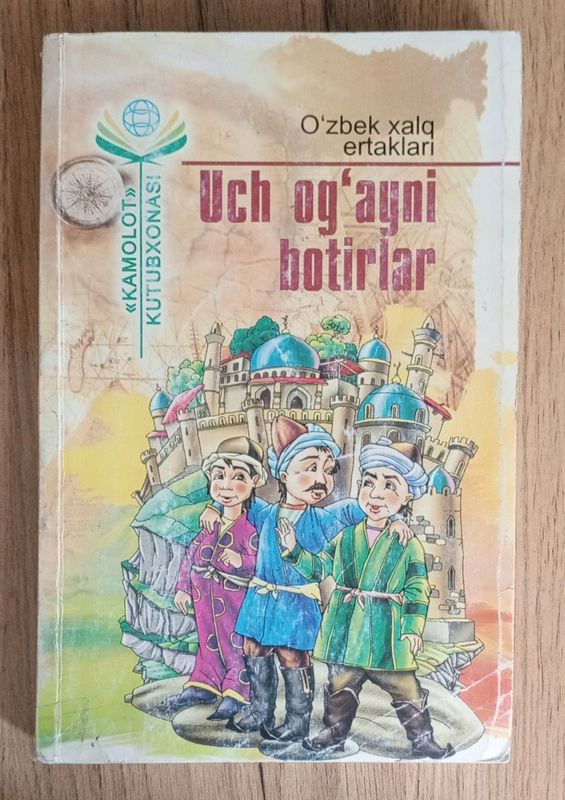 O‘zbek xalq
ertaklari
Uch og‘ayni
botirlar
«KAMOLOT»
KUTUBXONASI